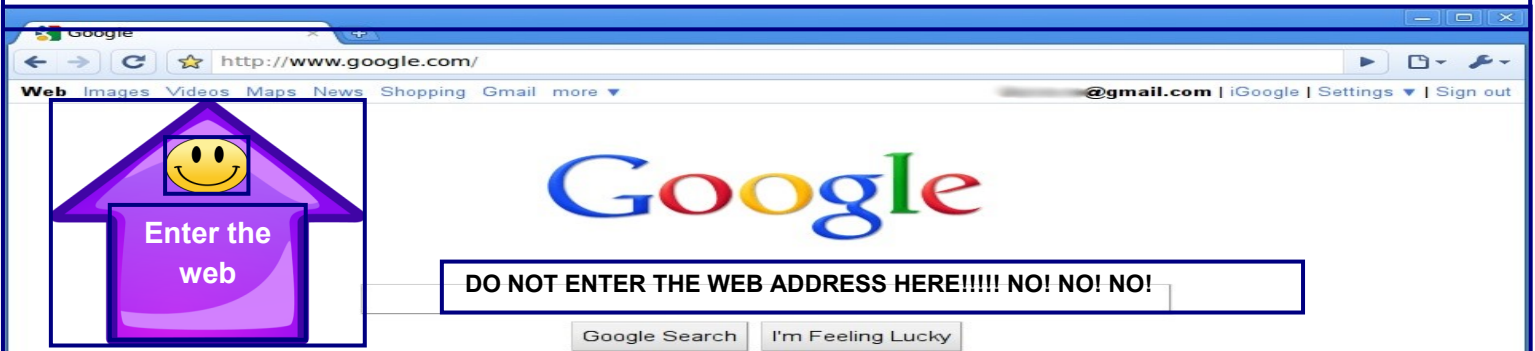 Google
http://www.google.com/
Web Images Videos Maps News Shopping Gmail more ▼
@gmail.com | iGoogle | Settings ▼ | Sign out
Google
Enter the
web
DO NOT ENTER THE WEB ADDRESS HERE!!!!! NO! NO! NO!
Google Search
I'm Feeling Lucky